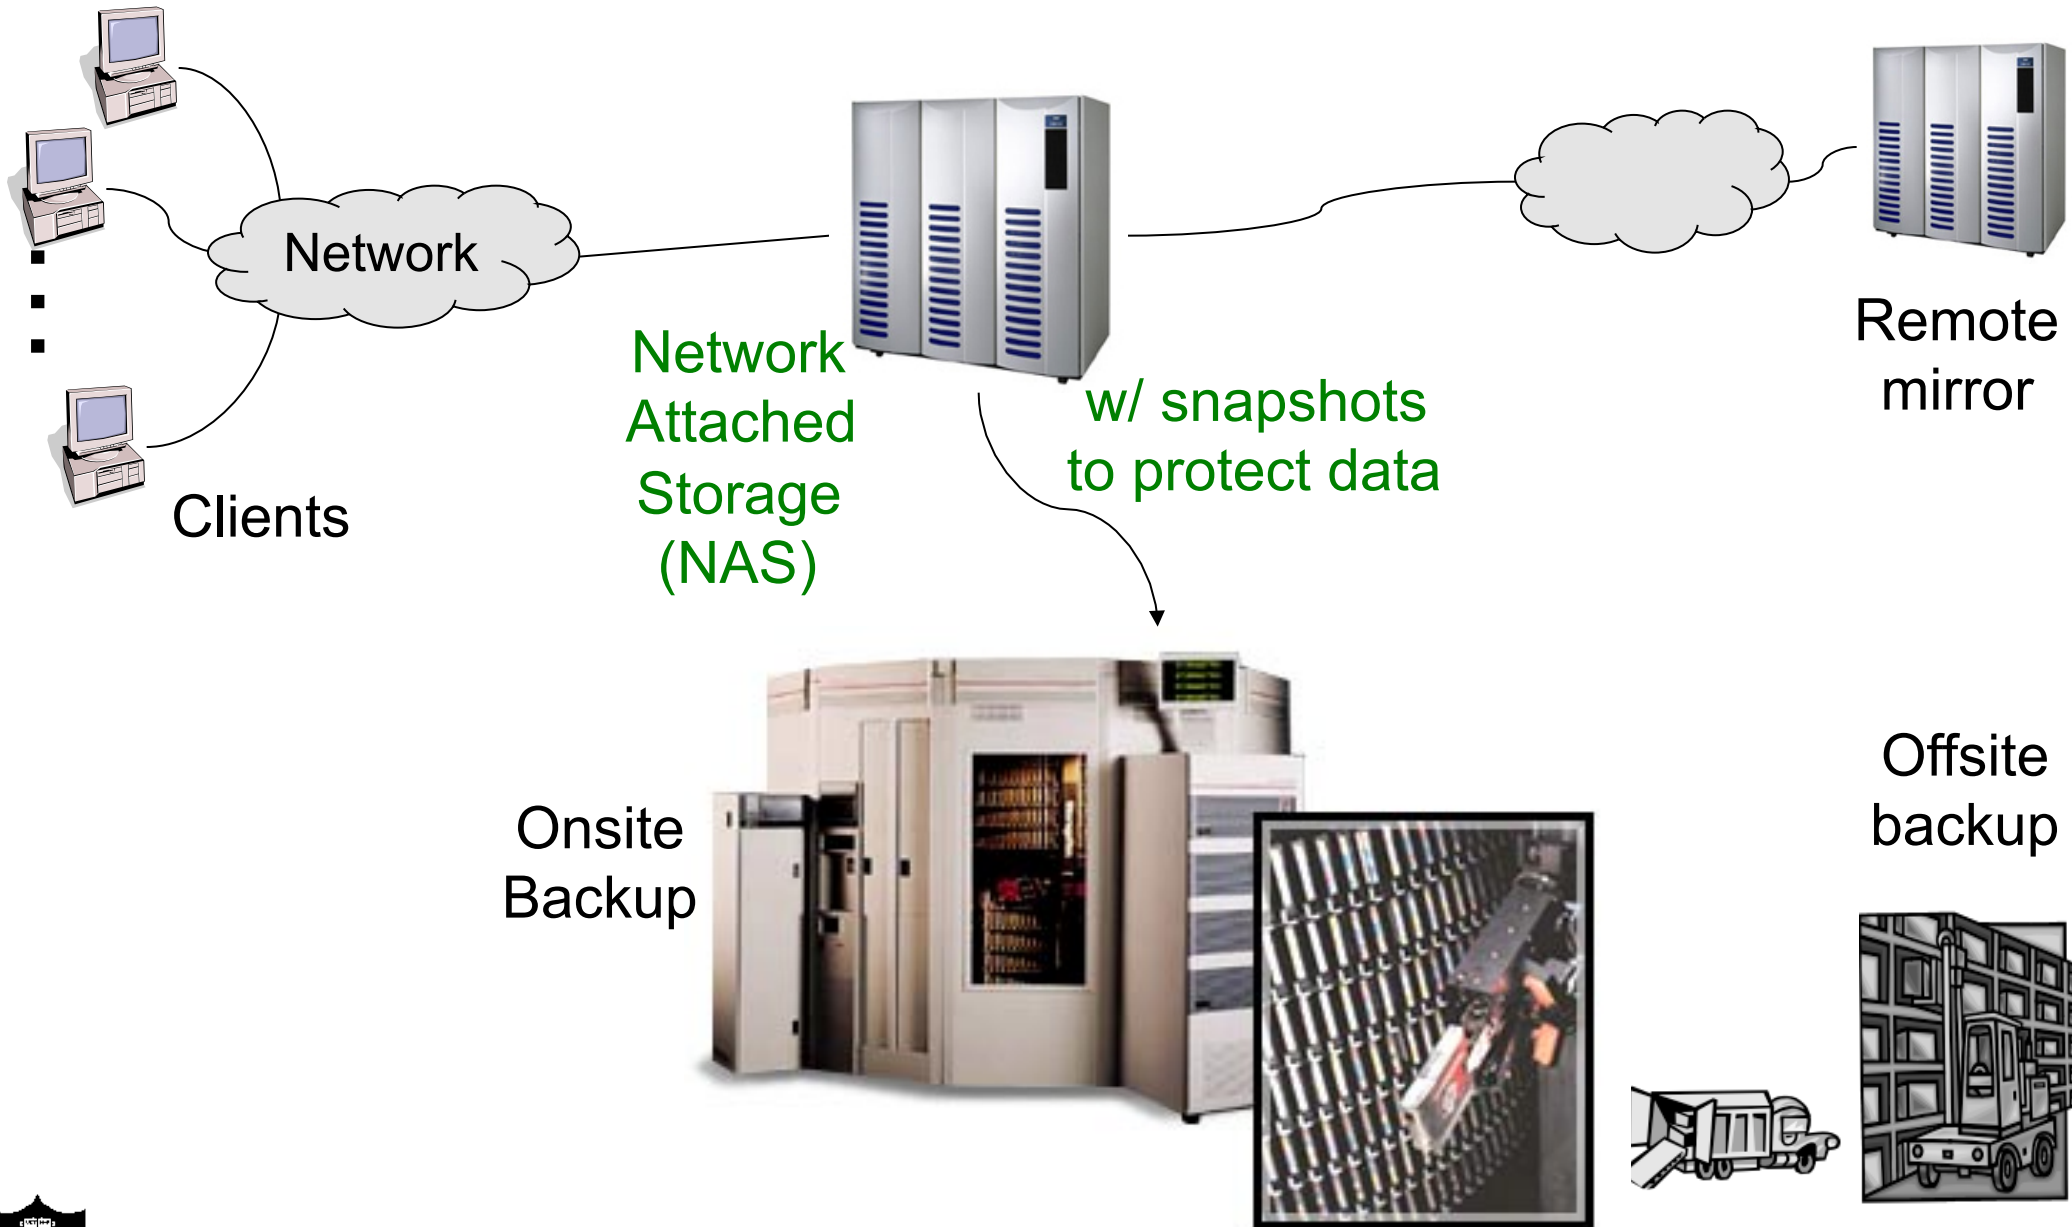 Network
Clients
Network
Attached
Storage
(NAS)
w/ snapshots
to protect data
Remote
mirror
Onsite
Backup
Offsite
backup